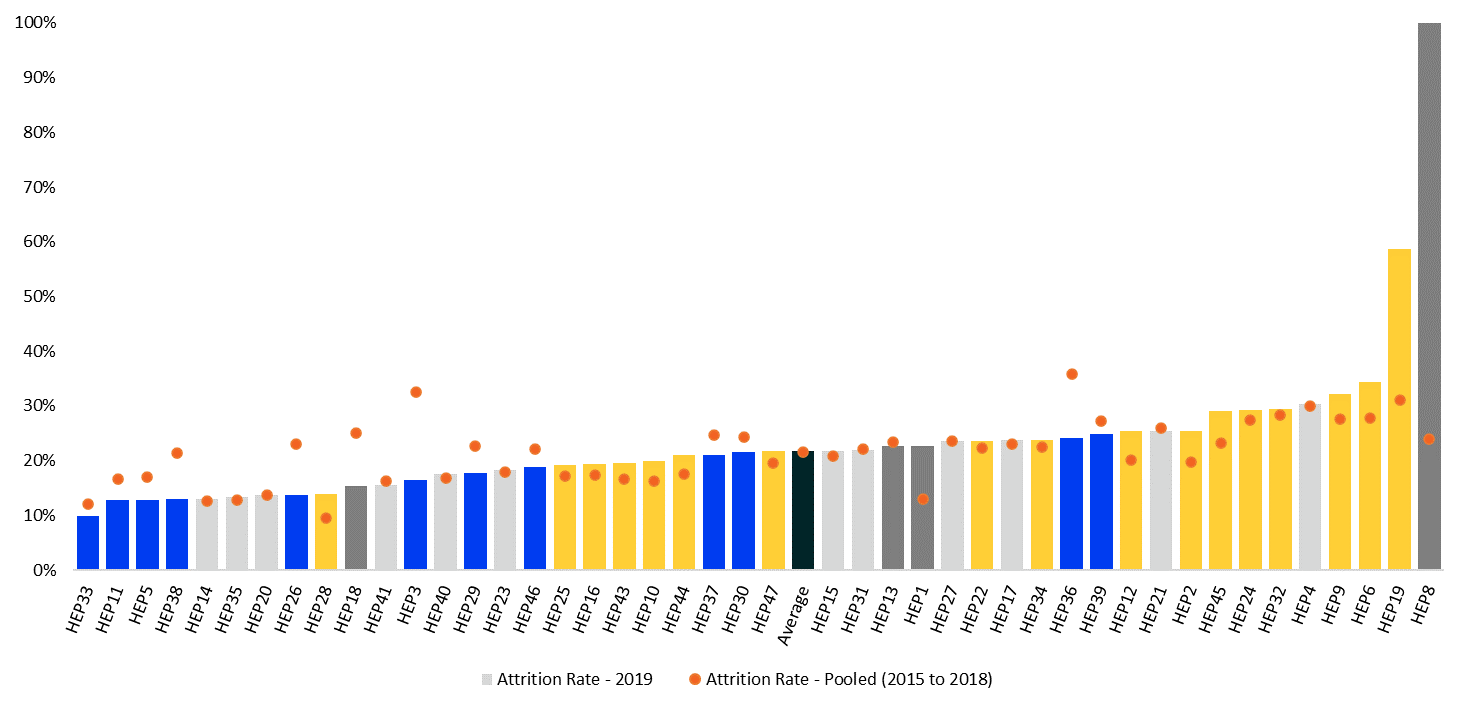 100%
90%
80%
70%
60%
50%
40%
30%
20%
10%
0%
HEP33
HEP11
HEP5
HEP38
HEP14
HEP35
HEP20
HEP26
HEP28
HEP18
HEP41
HEP3
HEP40
HEP29
HEP23
HEP46
HEP25
HEP16
HEP43
HEP10
HEP44
HEP37
HEP30
HEP47
Average
HEP15
HEP31
HEP13
HEP1
HEP27
HEP22
HEP17
HEP34
HEP36
HEP39
HEP12
HEP21
HEP2
HEP45
HEP24
HEP32
HEP4
HEP9
HEP6
HEP19
HEP8
Attrition Rate - 2019
Attrition Rate - Pooled (2015 to 2018)